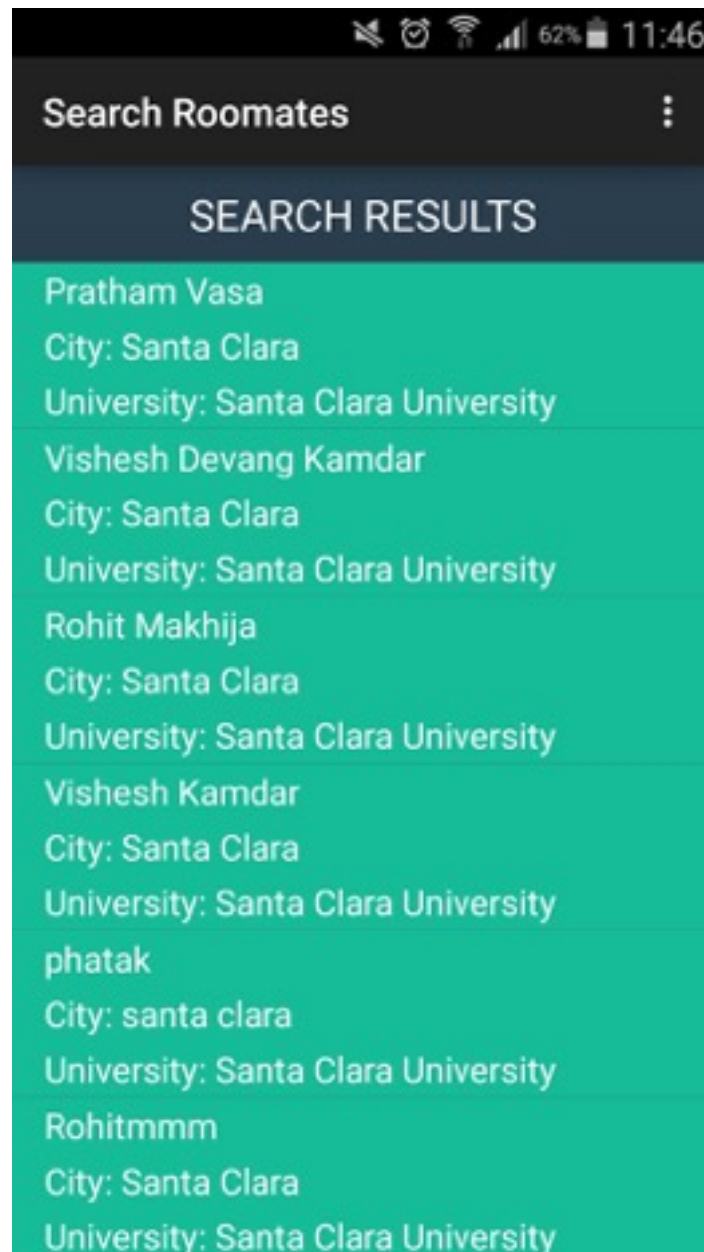 62% 11:46
Search Roomates
SEARCH RESULTS
Pratham Vasa
City: Santa Clara
University: Santa Clara University
Vishesh Devang Kamdar
City: Santa Clara
University: Santa Clara University
Rohit Makhija
City: Santa Clara
University: Santa Clara University
Vishesh Kamdar
City: Santa Clara
University: Santa Clara University
phatak
City: santa clara
University: Santa Clara University
Rohitmmm
City: Santa Clara
University: Santa Clara University